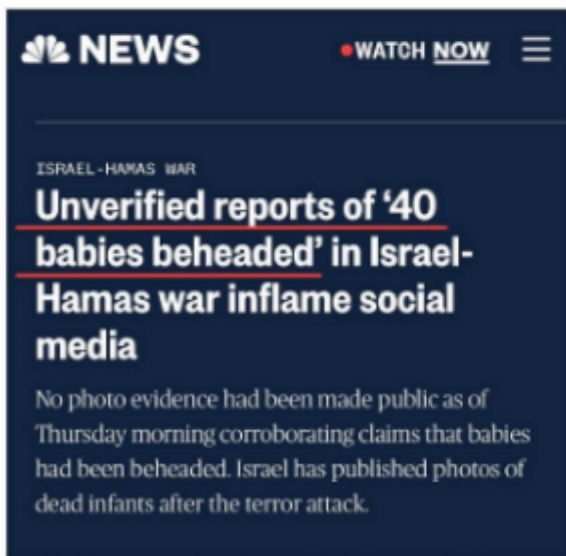 NEWS
WATCH NOW
ISRAEL-HAMAS WAR
Unverified reports of ‘40
babies beheaded’ in Israel-
Hamas war inflame social
media
No photo evidence had been made public as of
Thursday morning corroborating claims that babies
had been beheaded. Israel has published photos of
dead infants after the terror attack.